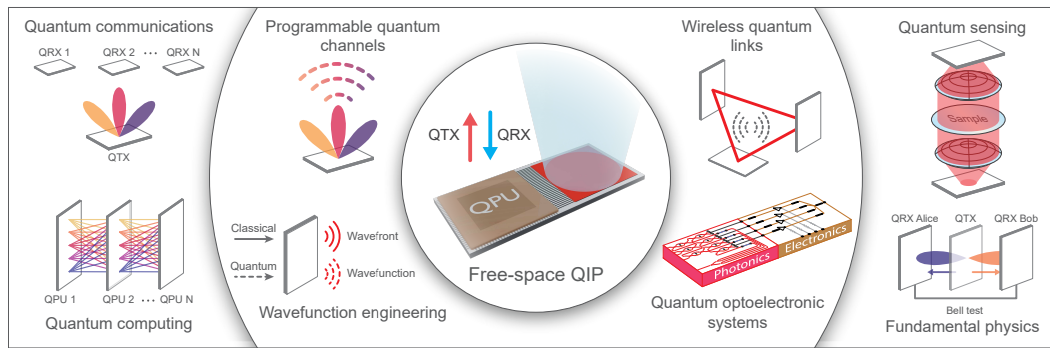 Quantum communications
QRX 1 QRX 2 ••• QRX N
QTX
QPU 1 QPU 2 ••• QPU N
Quantum computing
Programmable quantum
channels
Classical
Quantum
Wavefront
Wavefunction
Wavefunction engineering
QTX QRX
QPU
Free-space QIP
Wireless quantum
links
Photonics
Electronics
Quantum optoelectronic
systems
Quantum sensing
Sample
QRX Alice QTX QRX Bob
Bell test
Fundamental physics